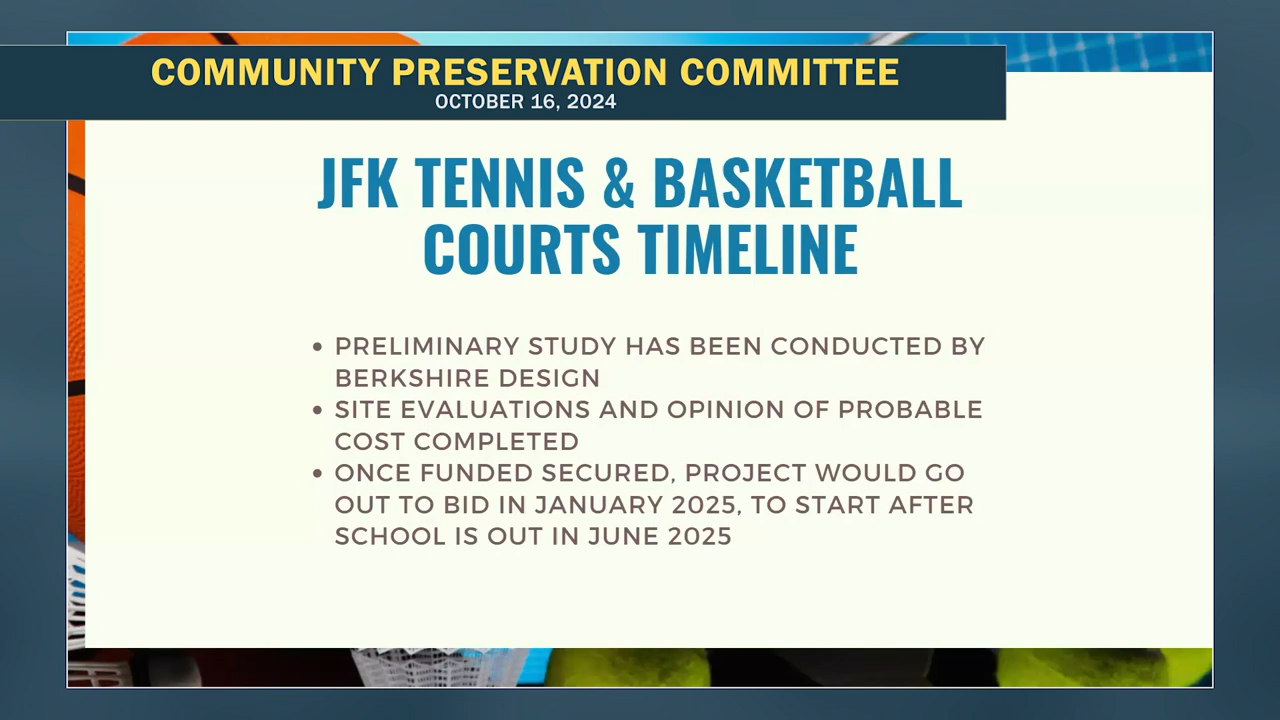 COMMUNITY PRESERVATION COMMITTEE
OCTOBER 16, 2024
JFK TENNIS & BASKETBALL
COURTS TIMELINE
• PRELIMINARY STUDY HAS BEEN CONDUCTED BY
BERKSHIRE DESIGN
• SITE EVALUATIONS AND OPINION OF PROBABLE
COST COMPLETED
• ONCE FUNDED SECURED, PROJECT WOULD GO
OUT TO BID IN JANUARY 2025, TO START AFTER
SCHOOL IS OUT IN JUNE 2025